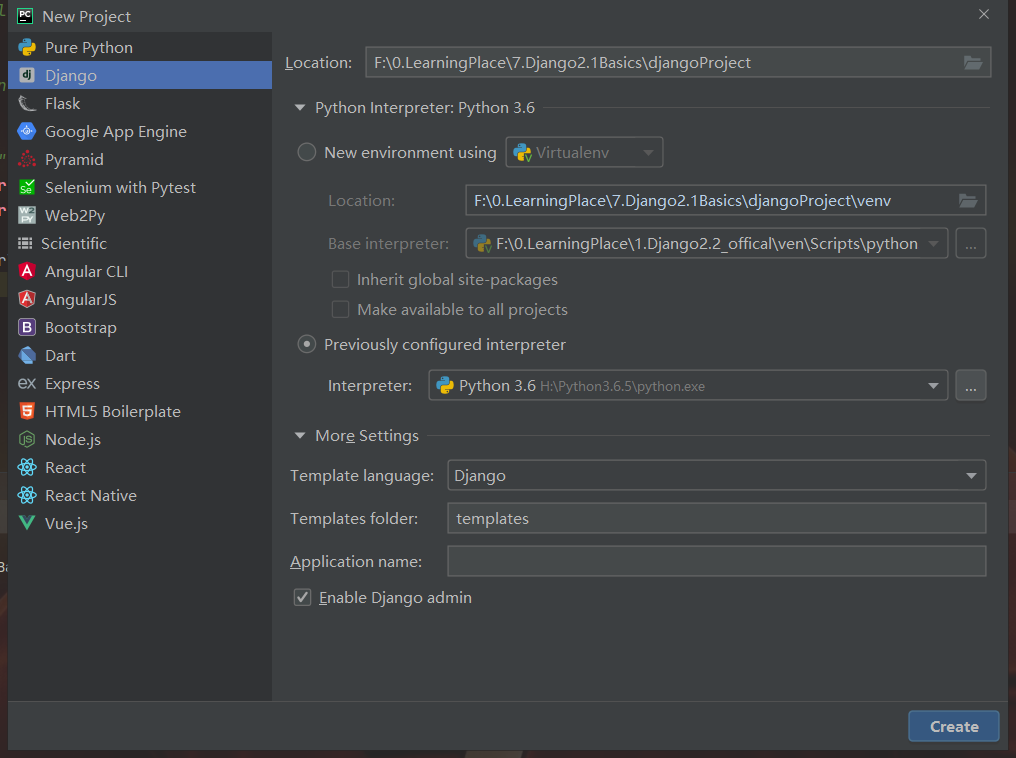 New Project
Pure Python
Django
Flask
Google App Engine
Pyramid
Selenium with Pytest
Web2Py
Scientific
Angular CLI
AngularJS
Bootstrap
Dart
Express
HTML5 Boilerplate
Node.js
React
React Native
Vue.js
Location: F:\0.LearningPlace\7.Django2.1Basics\djangoProject
Python Interpreter: Python 3.6
New environment using Virtualenv
Location: F:\0.LearningPlace\7.Django2.1Basics\djangoProject\venv
Base interpreter: F:\0.LearningPlace\1.Django2.2_offical\ven\Scripts\python ...
Inherit global site-packages
Make available to all projects
Previously configured interpreter
Interpreter: Python 3.6 H:\Python3.6.5\python.exe ...
More Settings
Template language: Django
Templates folder: templates
Application name:
Enable Django admin
Create